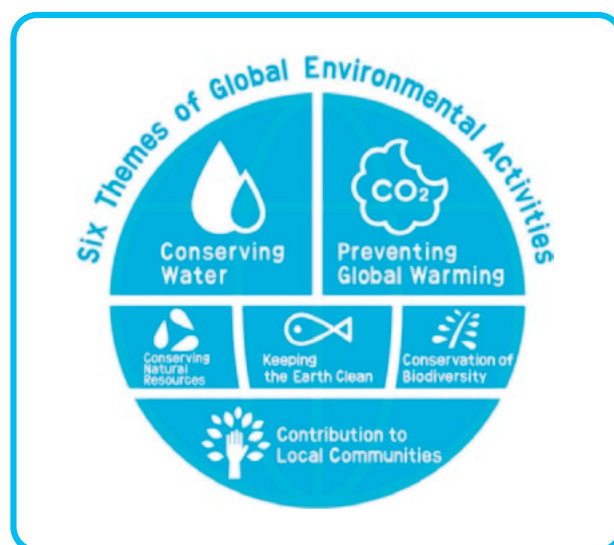 Six Themes of Global Environmental Activities
Conserving
Water
CO2
Preventing
Global Warming
Conserving
Natural
Resources
Keeping
the Earth Clean
Conservation of
Biodiversity
Contribution to
Local Communities